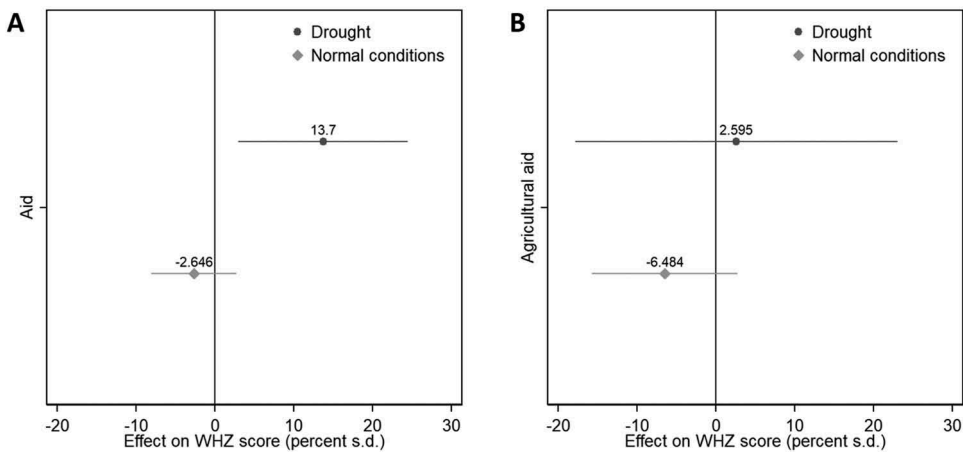 A
Drought
Normal conditions
13.7
Aid
-2.646
-20 -10 0 10 20 30
Effect on WHZ score (percent s.d.)
B
Drought
Normal conditions
2.595
Agricultural aid
-6.484
-20 -10 0 10 20 30
Effect on WHZ score (percent s.d.)